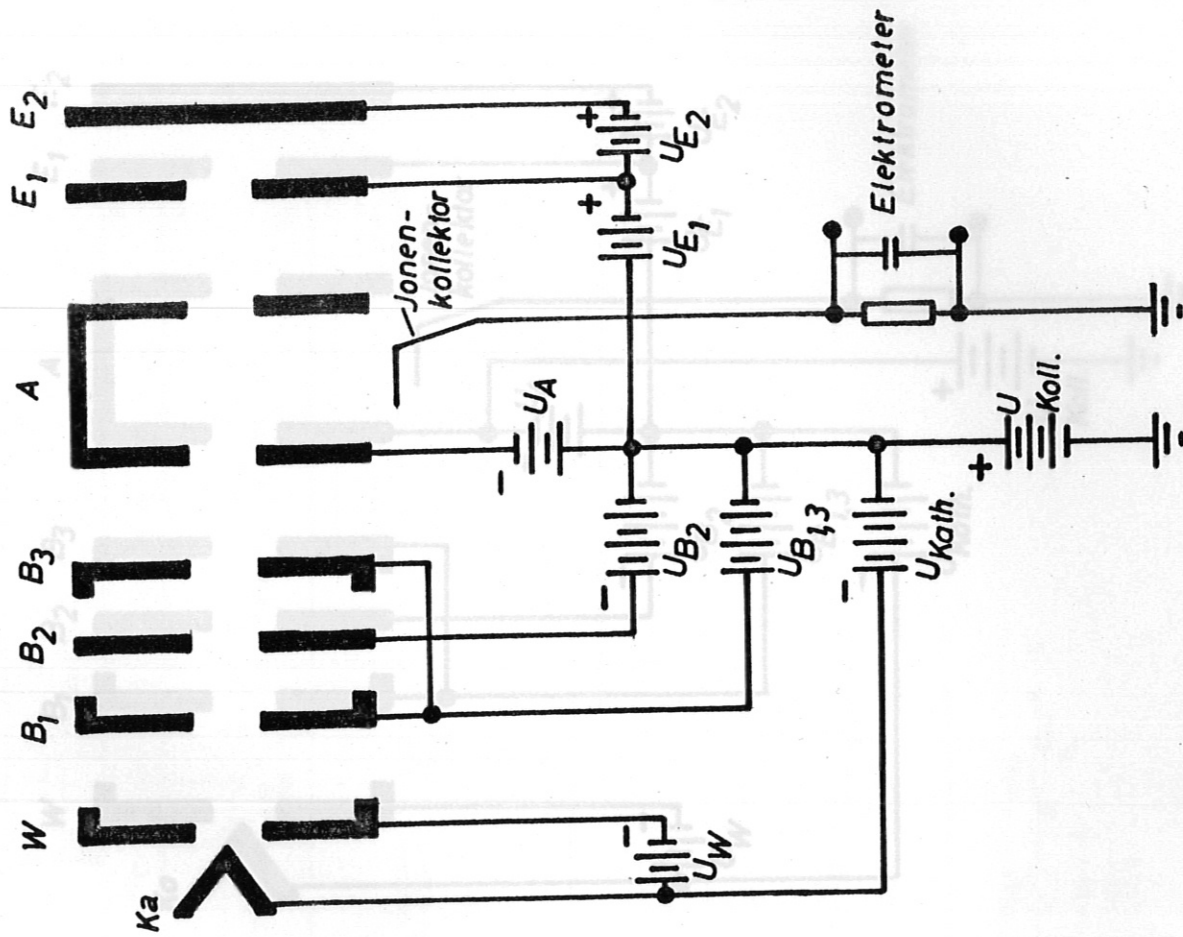 Ka
W
B1
B2
B3
A
E1
E2
Jonen-
kollektor
UA
-
UE1
+
UE2
+
UB2
-
UB1,3
UKath.
-
UW
-
U Koll.
+
Elektrometer